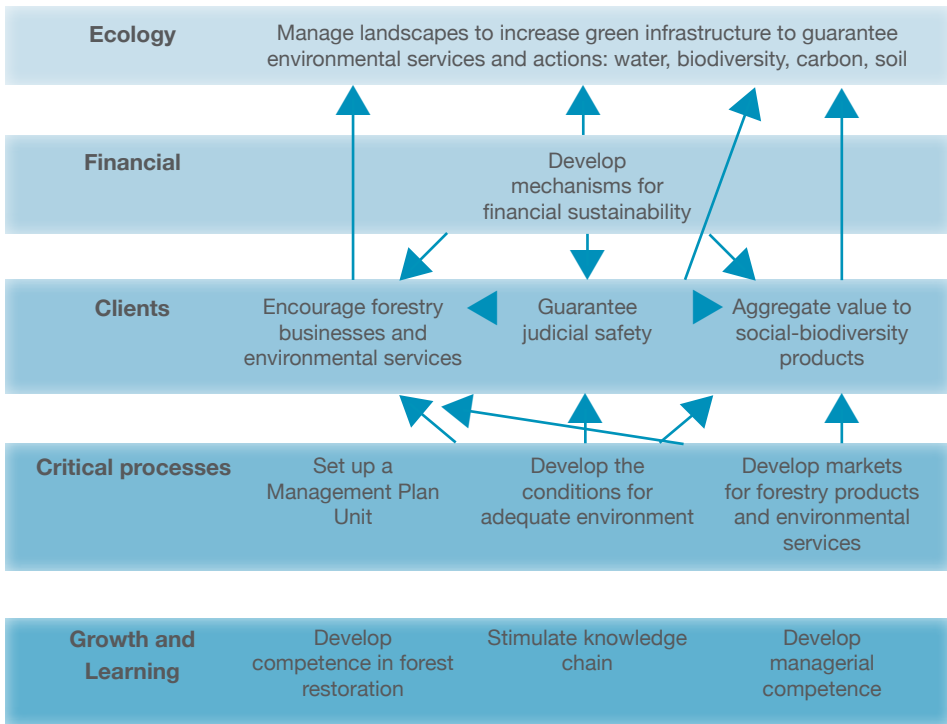 Ecology
Manage landscapes to increase green infrastructure to guarantee
environmental services and actions: water, biodiversity, carbon, soil
Financial
Develop
mechanisms for
financial sustainability
Clients
Encourage forestry
businesses and
environmental services
Guarantee
judicial safety
Aggregate value to
social-biodiversity
products
Critical processes
Set up a
Management Plan
Unit
Develop the
conditions for
adequate environment
Develop markets
for forestry products
and environmental
services
Growth and
Learning
Develop
competence in forest
restoration
Stimulate knowledge
chain
Develop
managerial
competence